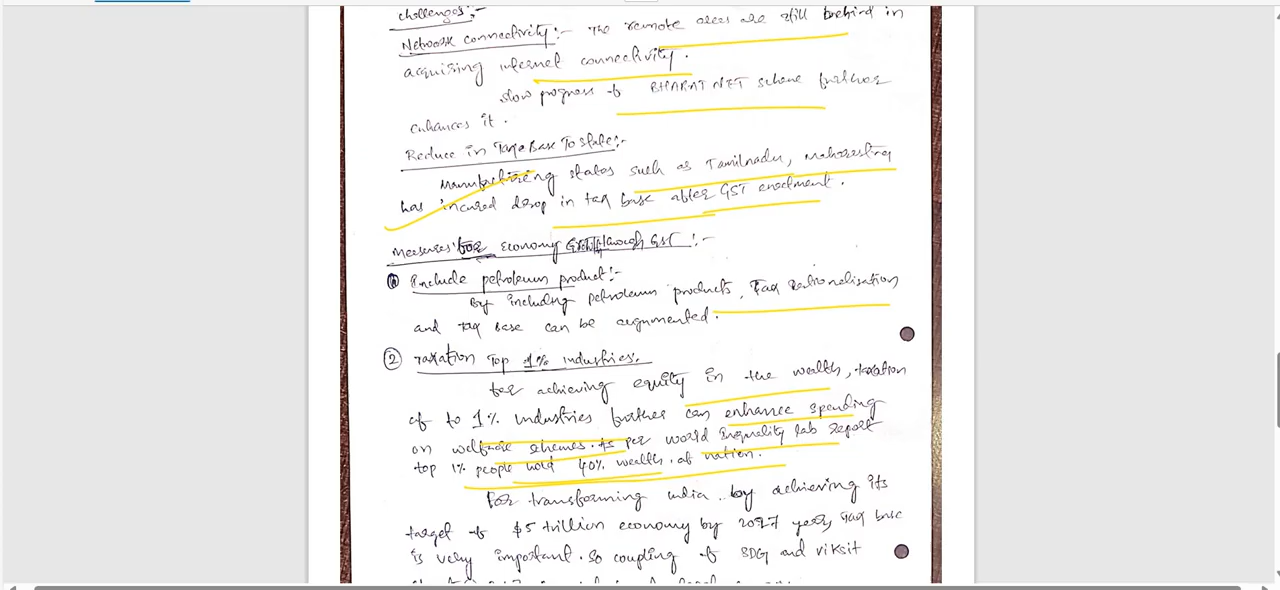 challenges:-
Network connectivity:- The remote areas are still behind in
acquiring internet connectivity.
slow progress of BHARAT NET scheme further
enhances it.
Reduce in Tax Base To state:-
Manufacturing states such as Tamilnadu, Maharastra
has incured drop in tax base after GST enactment.
Measures for economy through GST :-
① Include petroleum product:-
By including petroleum products, Tax rationalisation
and tax base can be augmented.
② Taxation Top 1% industries.
for achieving equity in the wealth, taxation
of to 1% industries further can enhance spending
on welfare schemes. As per world Inequality lab report
top 1% people hold 40% wealth of nation.
For transforming india by achieving its
target of $5 trillion economy by 2027 year, tax base
is very important. so coupling of SDG and viksit